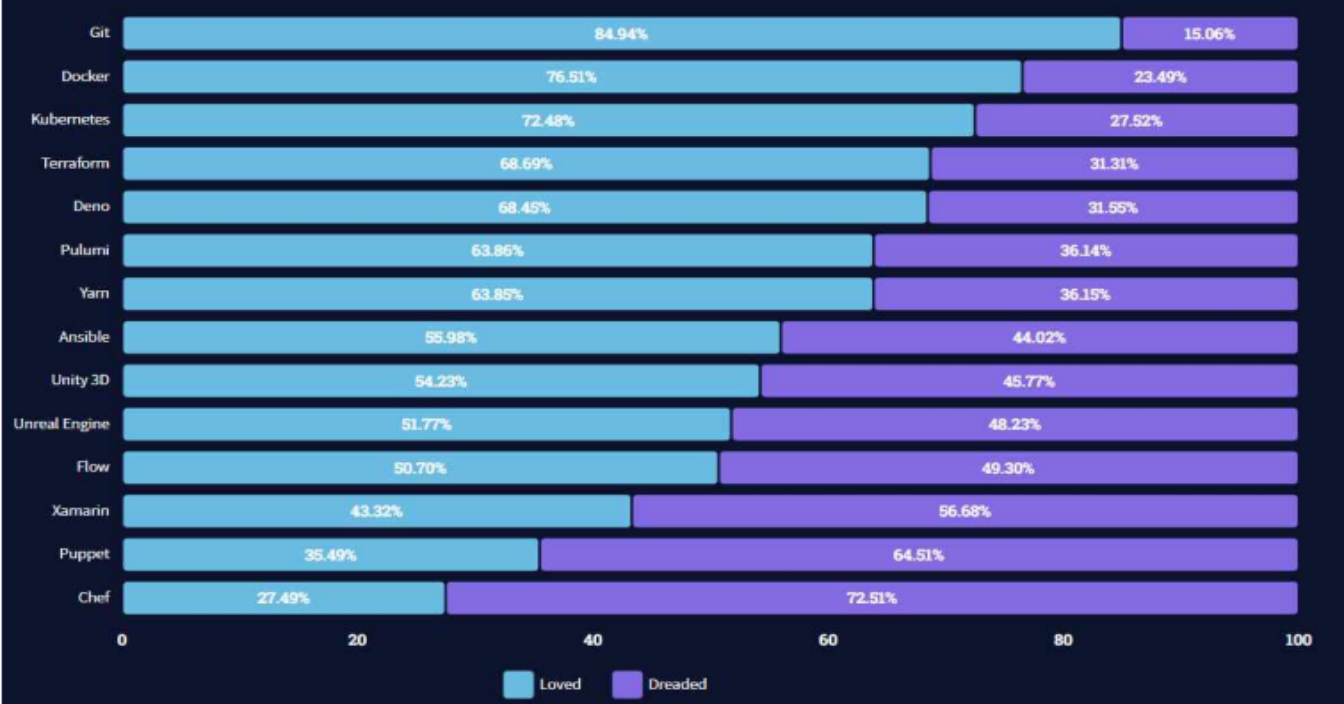 Git 84.94% 15.06%
Docker 76.51% 23.49%
Kubernetes 72.48% 27.52%
Terraform 68.69% 31.31%
Deno 68.45% 31.55%
Pulumi 63.86% 36.14%
Yarn 63.85% 36.15%
Ansible 55.98% 44.02%
Unity 3D 54.23% 45.77%
Unreal Engine 51.77% 48.23%
Flow 50.70% 49.30%
Xamarin 43.32% 56.68%
Puppet 35.49% 64.51%
Chef 27.49% 72.51%
0 20 40 60 80 100
Loved Dreaded